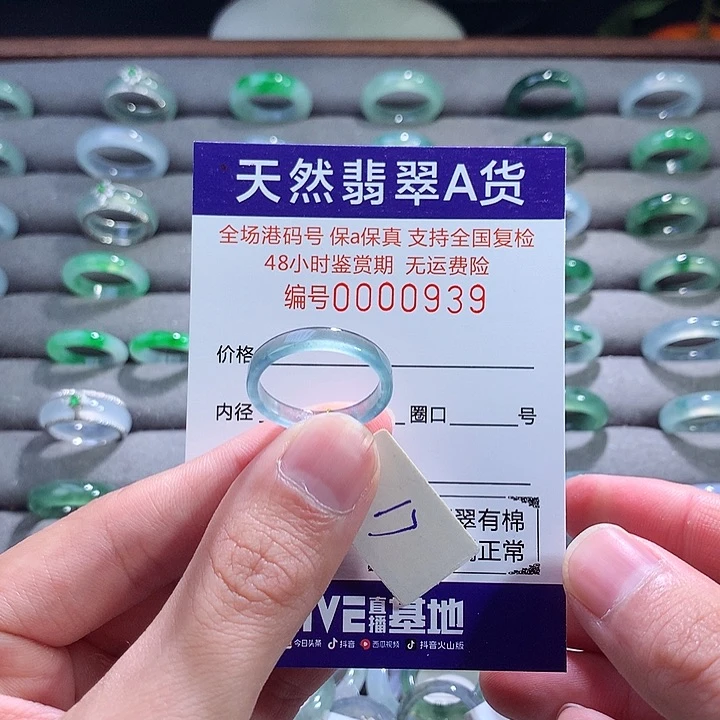 天然翡翠A货
全场港码号 保a保真 支持全国复检
48小时鉴赏期 无运费险
编号0000939
价格
内径 圈口 号
翠有棉
正常
直播基地
今日头条 抖音 西瓜视频 抖音火山版